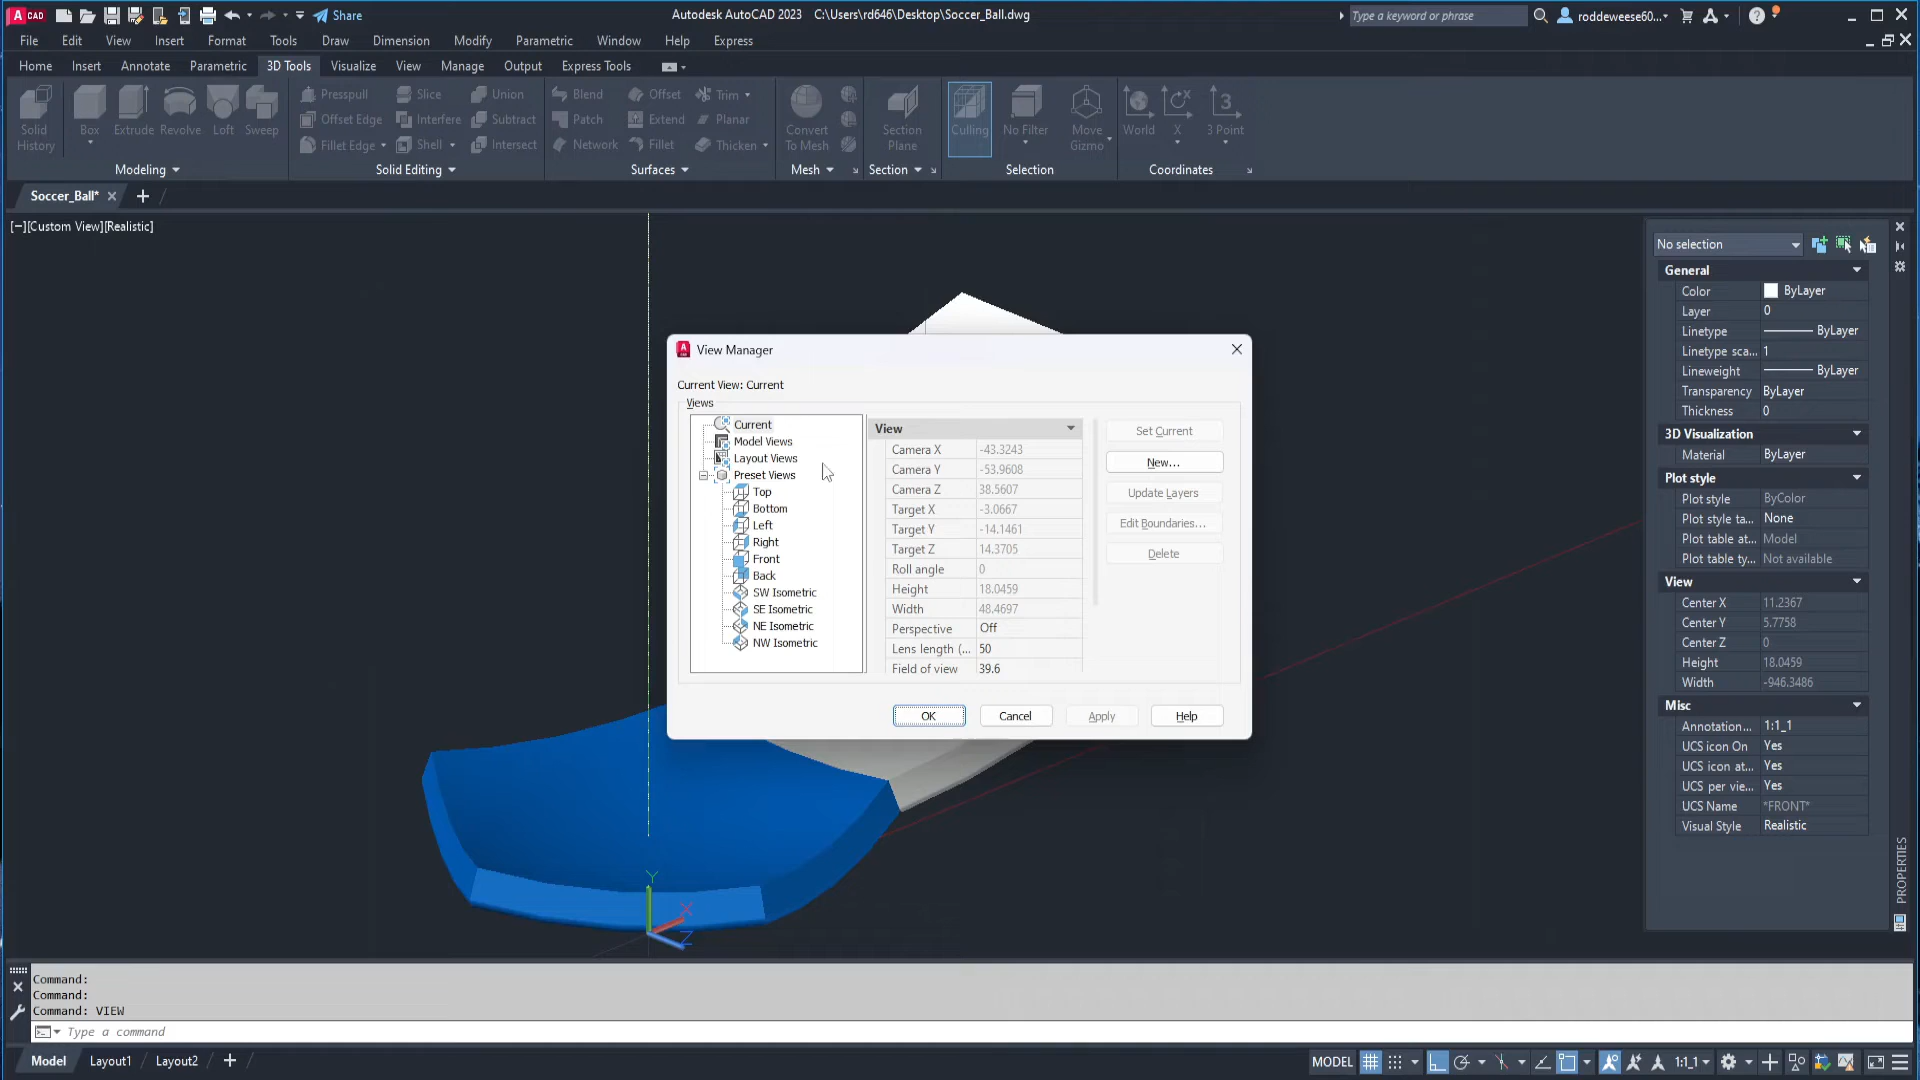 CAD Share Autodesk AutoCAD 2023 C:\Users\rd646\Desktop\Soccer_Ball.dwg Type a keyword or phrase roddeweese60...
File Edit View Insert Format Tools Draw Dimension Modify Parametric Window Help Express
Home Insert Annotate Parametric 3D Tools Visualize View Manage Output Express Tools
Solid History
Box Extrude Revolve Loft Sweep
Presspull Slice Union
Offset Edge Interfere Subtract
Fillet Edge Shell Intersect
Blend Offset Trim
Patch Extend Planar
Network Fillet Thicken
Convert To Mesh
Section Plane
Culling No Filter Move Gizmo
World X 3 Point
Modeling Solid Editing Surfaces Mesh Section Selection Coordinates
Soccer_Ball*
[−][Custom View][Realistic]
View Manager
Current View: Current
Views
Current
Model Views
Layout Views
Preset Views
Top
Bottom
Left
Right
Front
Back
SW Isometric
SE Isometric
NE Isometric
NW Isometric
View
Camera X -43.3243
Camera Y -53.9608
Camera Z 38.5607
Target X -3.0667
Target Y -14.1461
Target Z 14.3705
Roll angle 0
Height 18.0459
Width 48.4697
Perspective Off
Lens length (... 50
Field of view 39.6
Set Current
New...
Update Layers
Edit Boundaries...
Delete
OK Cancel Apply Help
No selection
General
Color ByLayer
Layer 0
Linetype ByLayer
Linetype sca... 1
Lineweight ByLayer
Transparency ByLayer
Thickness 0
3D Visualization
Material ByLayer
Plot style
Plot style ByColor
Plot style ta... None
Plot table at... Model
Plot table ty... Not available
View
Center X 11.2367
Center Y 5.7758
Center Z 0
Height 18.0459
Width -946.3486
Misc
Annotation... 1:1_1
UCS icon On Yes
UCS icon at... Yes
UCS per vie... Yes
UCS Name *FRONT*
Visual Style Realistic
PROPERTIES
Y
X
Z
Command:
Command:
Command: VIEW
Type a command
Model Layout1 Layout2 MODEL 1:1_1